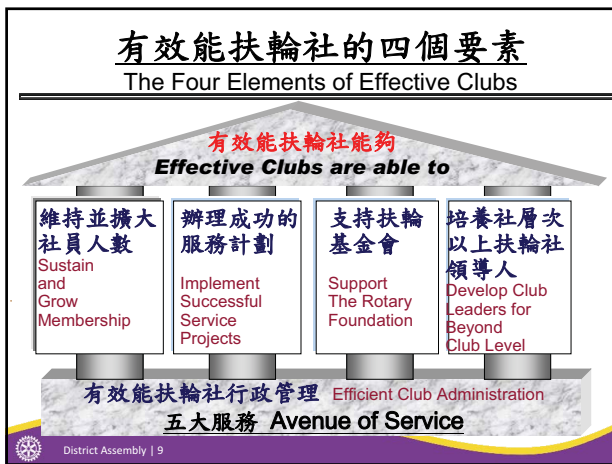 有效能扶輪社的四個要素
The Four Elements of Effective Clubs
有效能扶輪社能夠
Effective Clubs are able to
維持並擴大
社員人數
Sustain
and
Grow
Membership
辦理成功的
服務計劃
Implement
Successful
Service
Projects
支持扶輪
基金會
Support
The Rotary
Foundation
培養社層次
以上扶輪社
領導人
Develop Club
Leaders for
Beyond
Club Level
有效能扶輪社行政管理 Efficient Club Administration
五大服務 Avenue of Service
District Assembly | 9